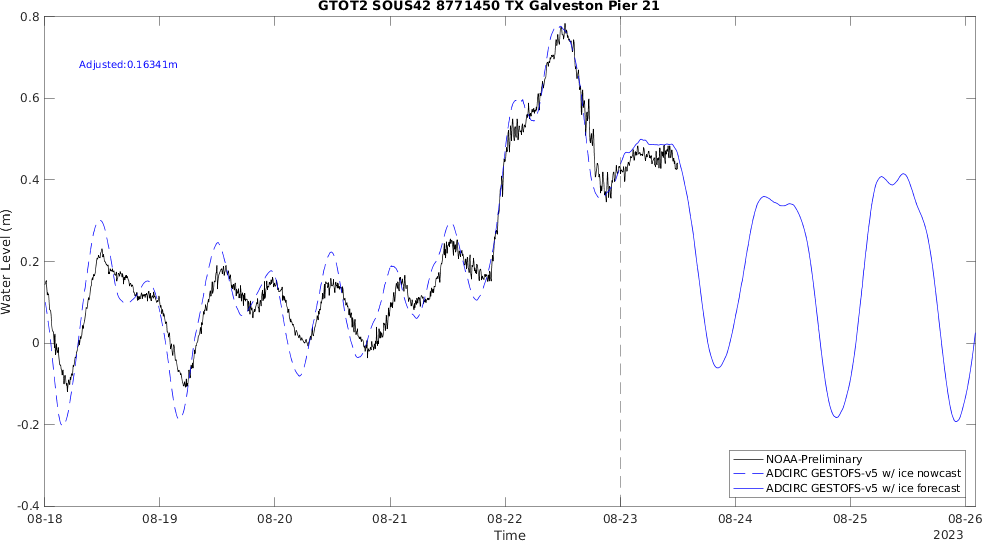 GTOT2 SOUS42 8771450 TX Galveston Pier 21
Adjusted:0.16341m
Water Level (m)
0.8
0.6
0.4
0.2
0
-0.2
-0.4
NOAA-Preliminary
ADCIRC GESTOFS-v5 w/ ice nowcast
ADCIRC GESTOFS-v5 w/ ice forecast
08-18 08-19 08-20 08-21 08-22 08-23 08-24 08-25 08-26
Time
2023